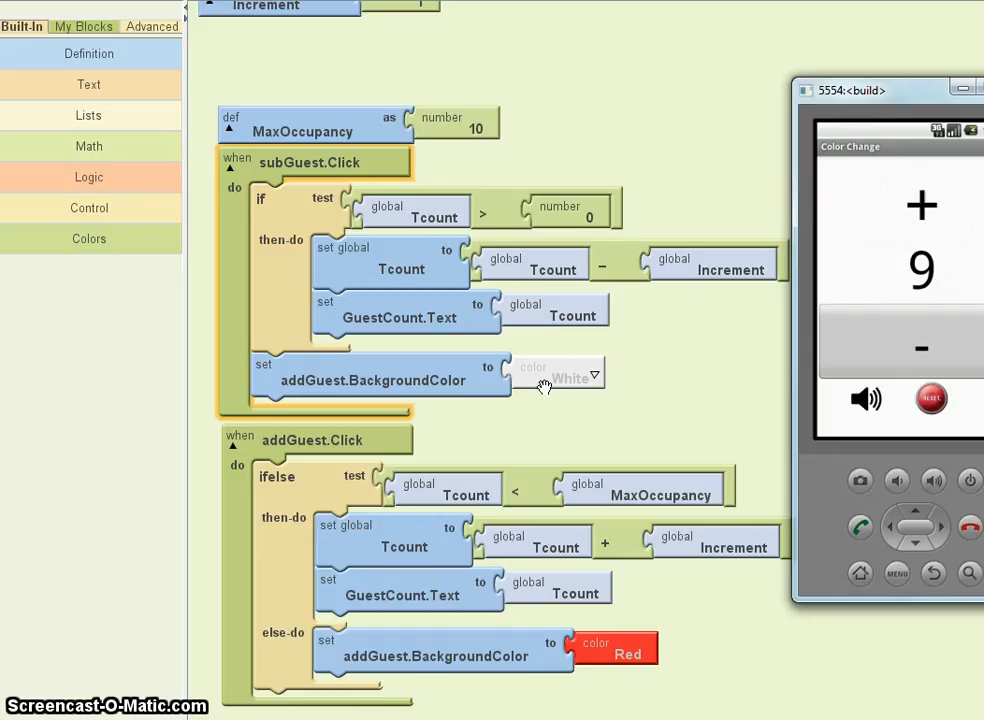 Increment
Built-In My Blocks Advanced
Definition
Text
Lists
Math
Logic
Control
Colors
def
MaxOccupancy
as
number
10
when subGuest.Click
do
if
test
global
Tcount
>
number
0
then-do
set global
Tcount
to
global
Tcount
-
global
Increment
set
GuestCount.Text
to
global
Tcount
set
addGuest.BackgroundColor
to
color
White
when addGuest.Click
do
ifelse
test
global
Tcount
<
global
MaxOccupancy
then-do
set global
Tcount
to
global
Tcount
+
global
Increment
set
GuestCount.Text
to
global
Tcount
else-do
set
addGuest.BackgroundColor
to
color
Red
5554:<build>
3G
Color Change
+
9
-
RESET
MENU
Screencast-O-Matic.com